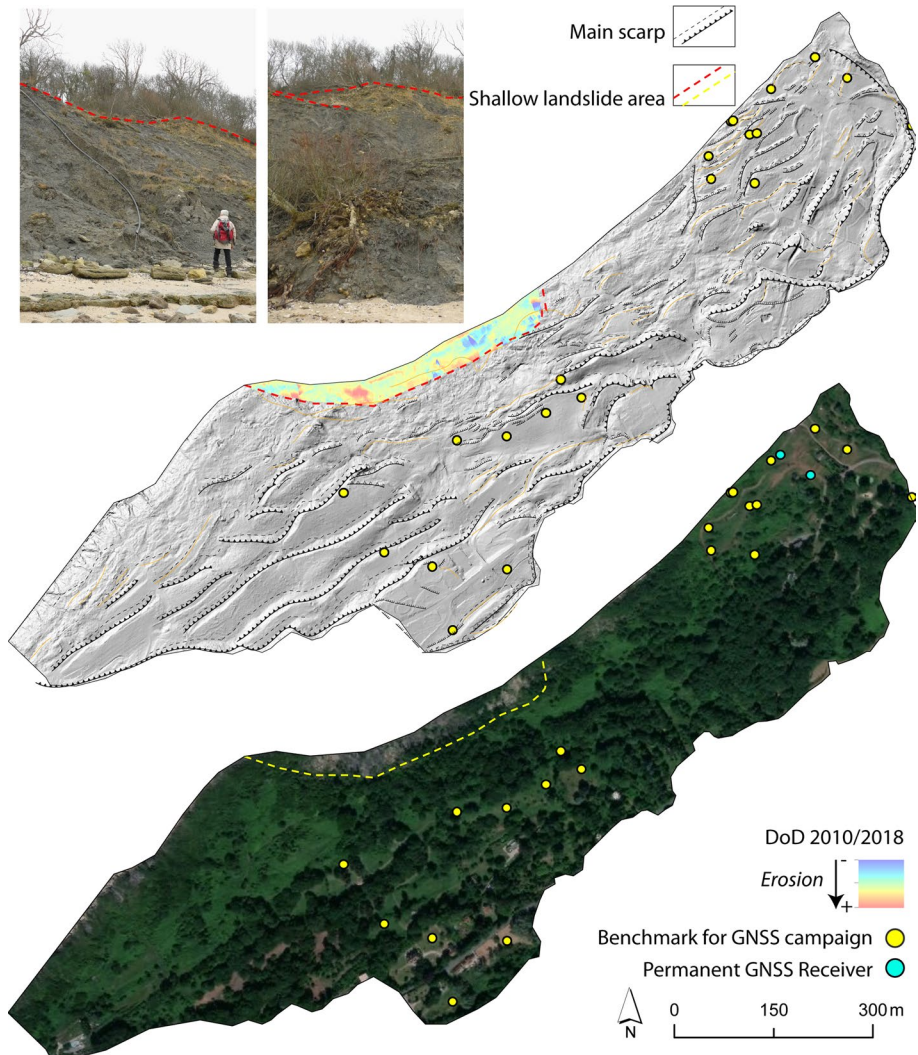 Main scarp
Shallow landslide area
DoD 2010/2018
-
Erosion
+
Benchmark for GNSS campaign
Permanent GNSS Receiver
N
0 150 300 m